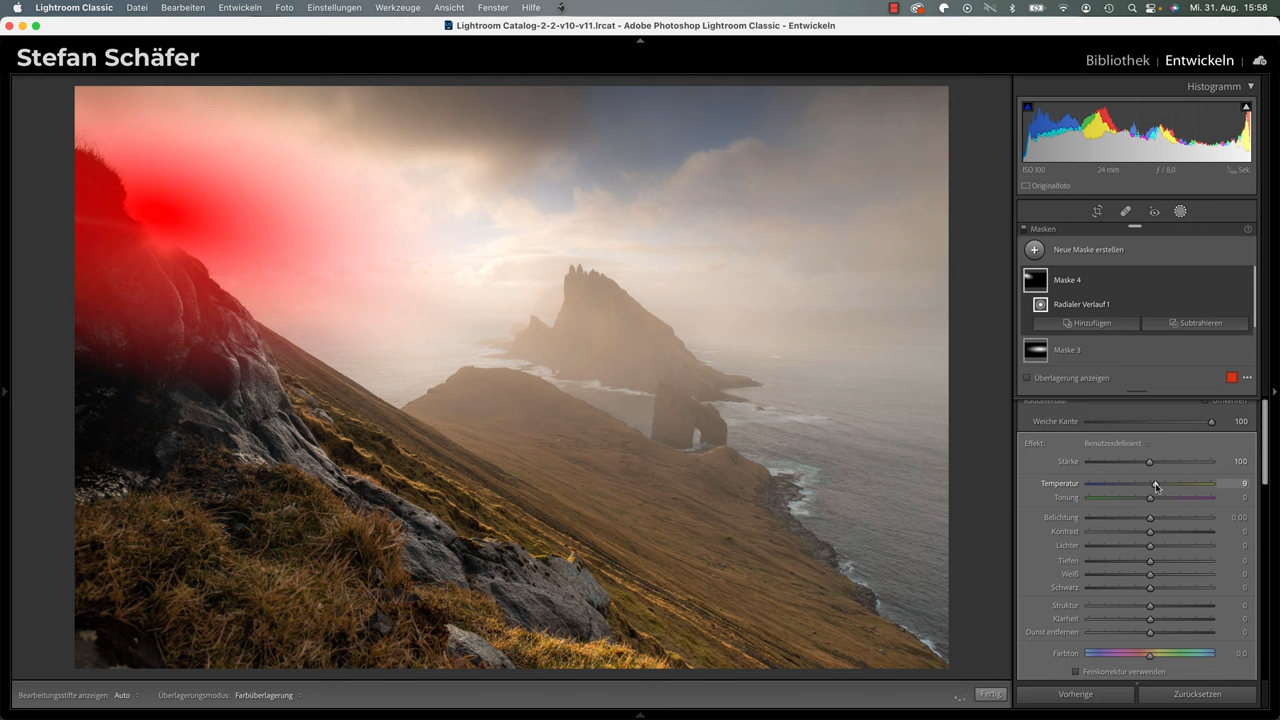 Lightroom Classic Datei Bearbeiten Entwickeln Foto Einstellungen Werkzeuge Ansicht Fenster Hilfe Mi. 31. Aug. 15:58
Lightroom Catalog-2-2-v10-v11.lrcat - Adobe Photoshop Lightroom Classic - Entwickeln
Stefan Schäfer
Bibliothek | Entwickeln |
Histogramm
ISO 100 24 mm ƒ / 8,0 Sek.
Originalfoto
Masken
Neue Maske erstellen
Maske 4
Radialer Verlauf 1
Hinzufügen Subtrahieren
Maske 3
Überlagerung anzeigen
Weiche Kante 100
Effekt: Benutzerdefiniert
Stärke 100
Temperatur 9
Tonung 0
Belichtung 0,00
Kontrast 0
Lichter 0
Tiefen 0
Weiß 0
Schwarz 0
Struktur 0
Klarheit 0
Dunst entfernen 0
Farbton 0,0
Feinkorrektur verwenden
Bearbeitungsstifte anzeigen: Auto Überlagerungsmodus: Farbüberlagerung Fertig Vorherige Zurücksetzen